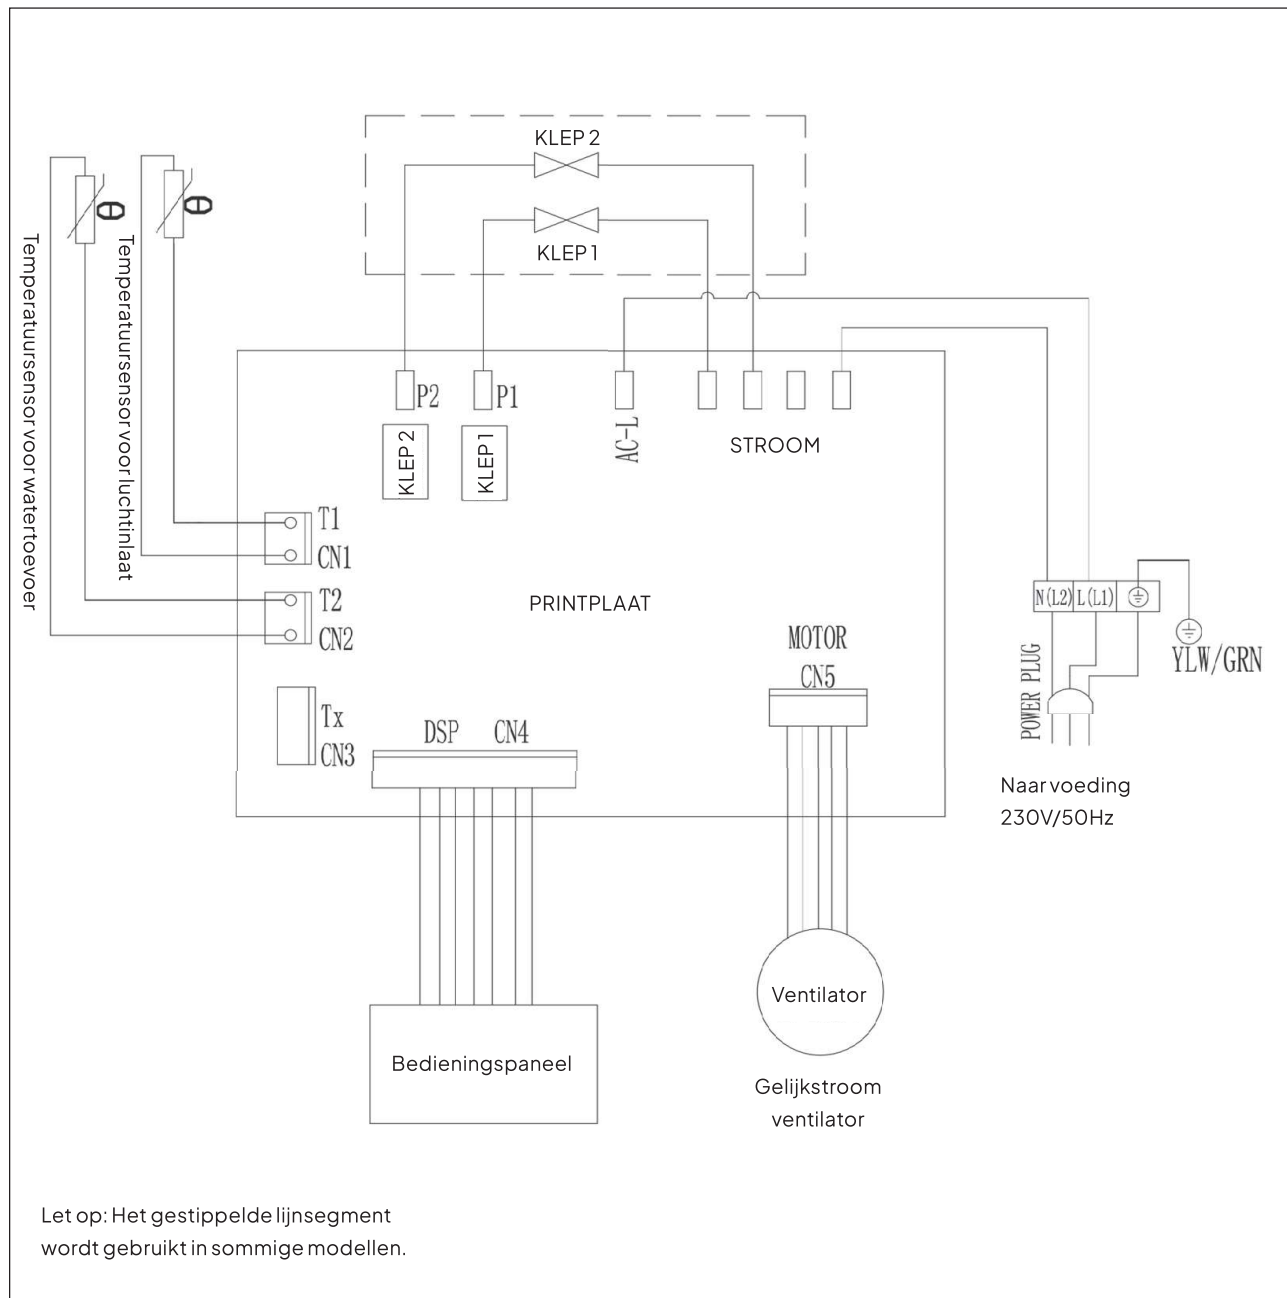 KLEP 2
KLEP 1
θ
θ
Temperatuursensor voor watertoevoer
Temperatuursensor voor luchtinlaat
P2
P1
KLEP 2
KLEP 1
AC-L
STROOM
T1
CN1
T2
CN2
PRINTPLAAT
N(L2)
L(L1)
YLW/GRN
POWER PLUG
MOTOR
CN5
Tx
CN3
DSP
CN4
Naar voeding
230V/50Hz
Ventilator
Bedieningspaneel
Gelijkstroom
ventilator
Let op: Het gestippelde lijnsegment
wordt gebruikt in sommige modellen.